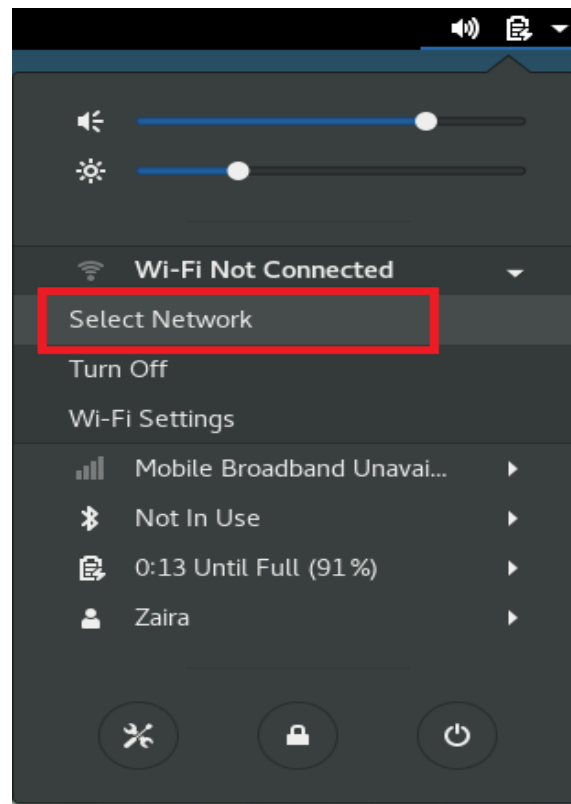 Wi-Fi Not Connected
Select Network
Turn Off
Wi-Fi Settings
Mobile Broadband Unavai...
Not In Use
0:13 Until Full (91%)
Zaira